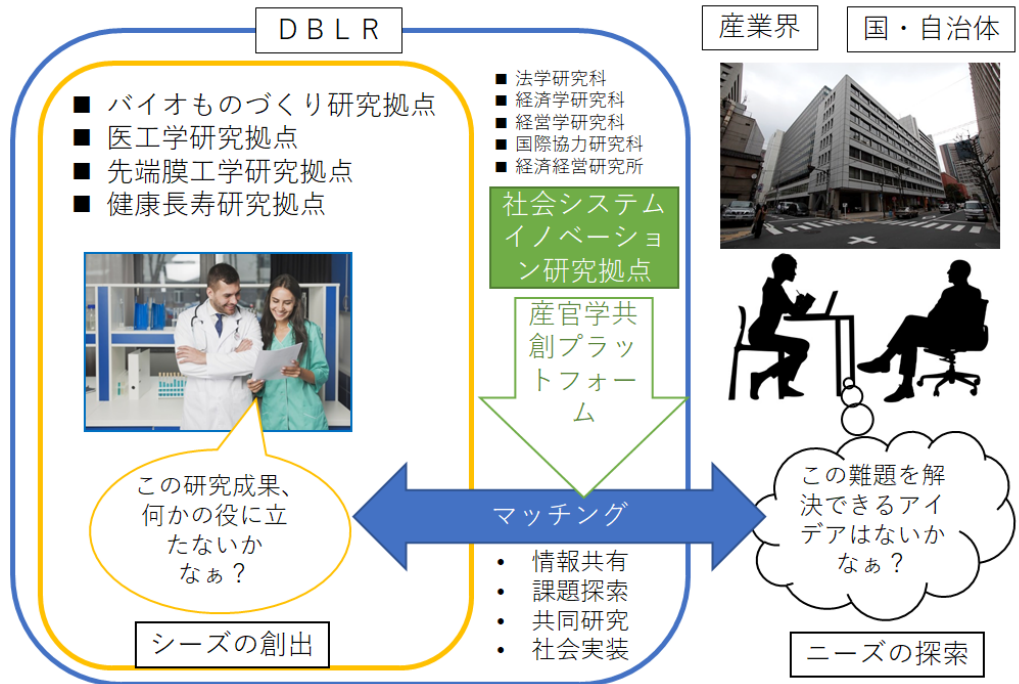 DBLR
産業界
国・自治体
■ バイオものづくり研究拠点
■ 医工学研究拠点
■ 先端膜工学研究拠点
■ 健康長寿研究拠点
■ 法学研究科
■ 経済学研究科
■ 経営学研究科
■ 国際協力研究科
■ 経済経営研究所
社会システム
イノベーショ
ン研究拠点
産官学共
創プラッ
トフォー
ム
この研究成果、
何かの役に立
たないか
なぁ？
マッチング
この難題を解
決できるアイ
デアはないか
なぁ？
• 情報共有
• 課題探索
• 共同研究
• 社会実装
シーズの創出
ニーズの探索